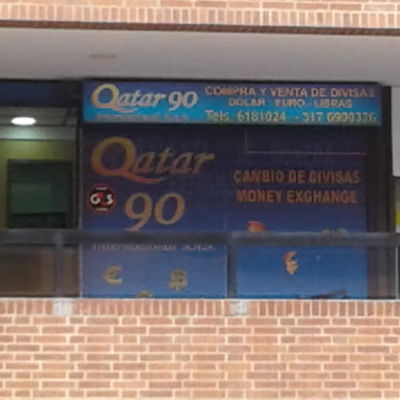 Qatar 90
COMPRA Y VENTA DE DIVISAS
DOLAR - EURO - LIBRAS
Tels: 6181024 - 317 0900326
Qatar
90
G4S
CAMBIO DE DIVISAS
MONEY EXCHANGE
€ $
£